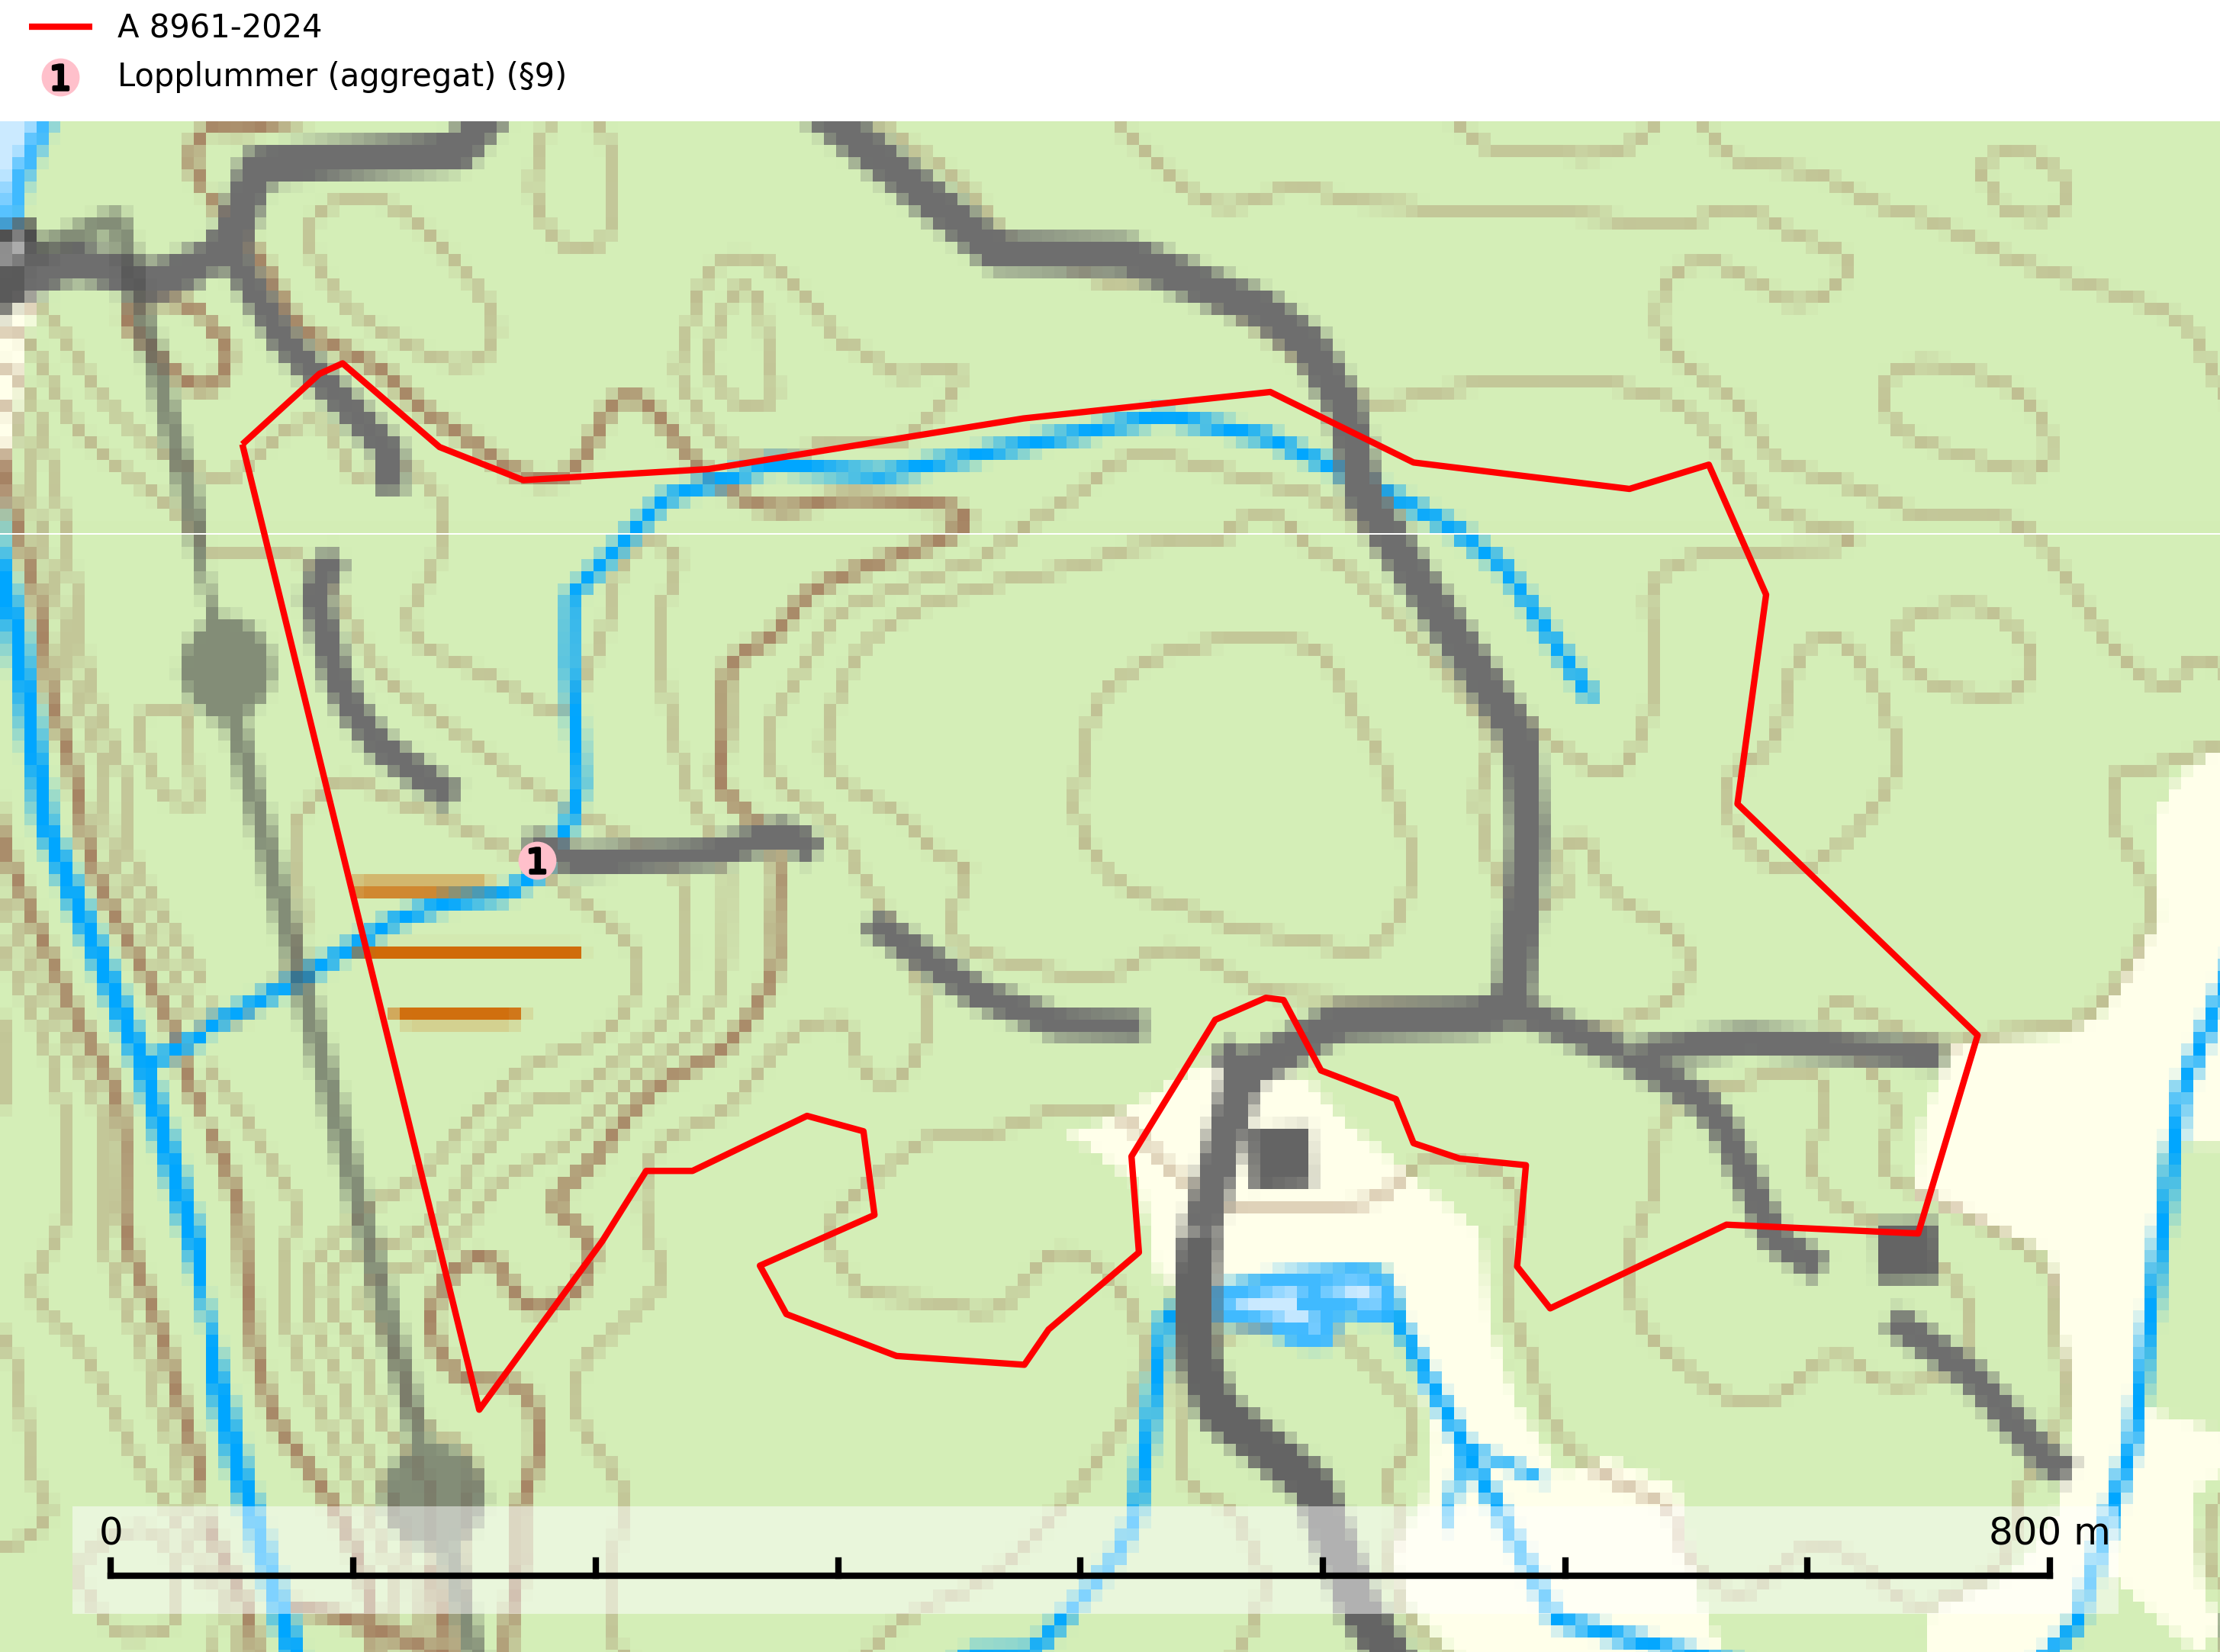 A 8961-2024
1 Lopplummer (aggregat) (§9)
1
0 800 m